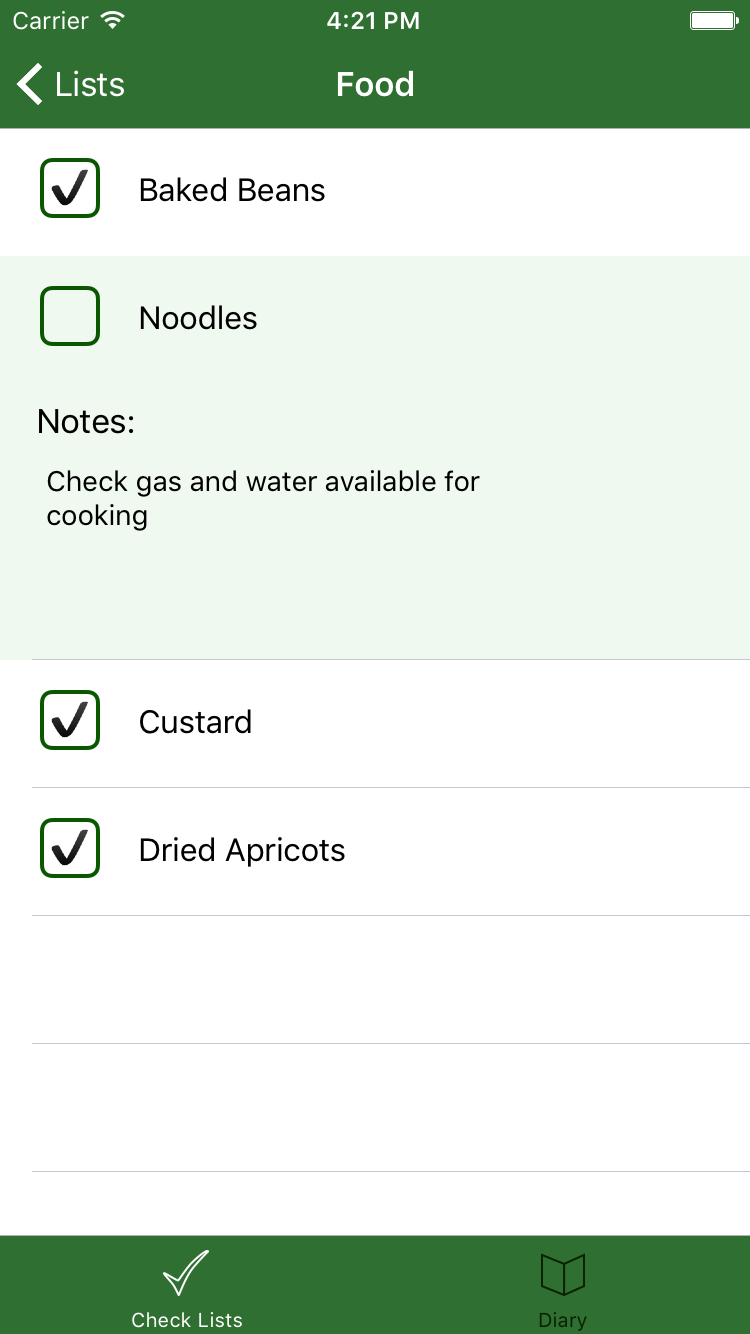 Carrier 4:21 PM
Lists Food
Baked Beans
Noodles
Notes:
Check gas and water available for
cooking
Custard
Dried Apricots
Check Lists Diary